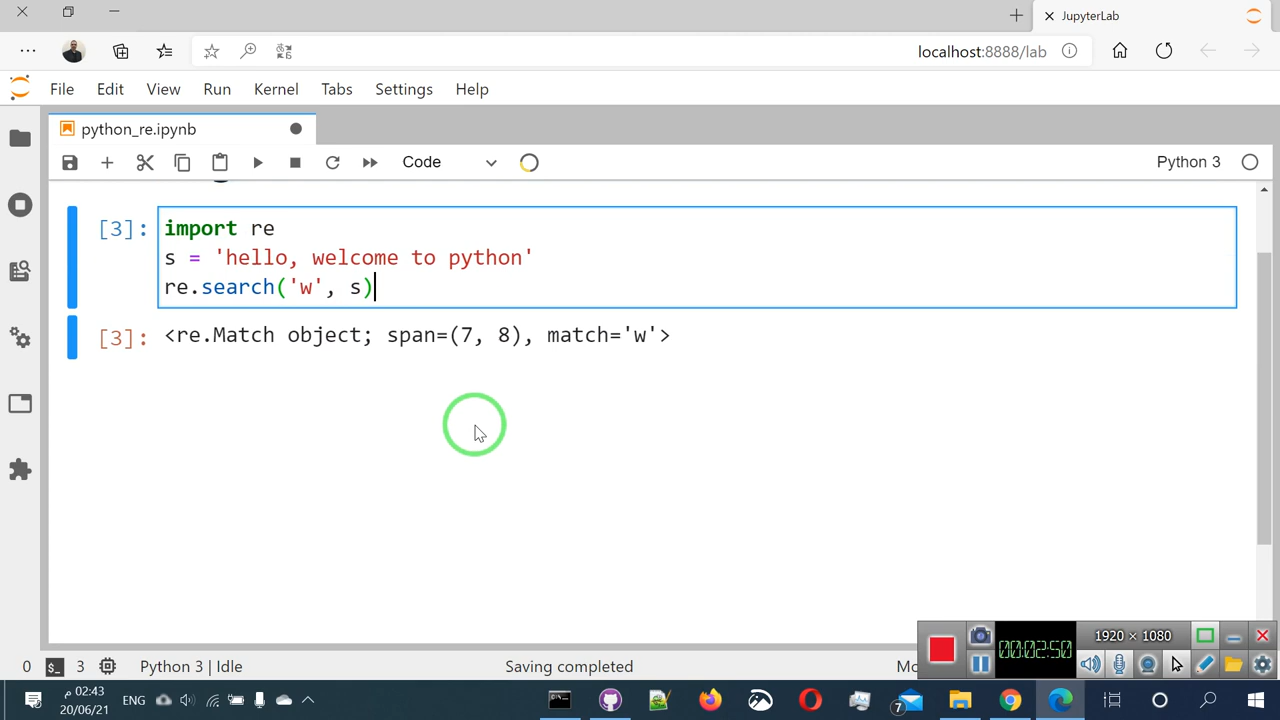 JupyterLab
localhost:8888/lab
File Edit View Run Kernel Tabs Settings Help
python_re.ipynb
Code
Python 3
[3]: import re
s = 'hello, welcome to python'
re.search('w', s)
[3]: <re.Match object; span=(7, 8), match='w'>
00:02:50
1920 × 1080
0
3
Python 3 | Idle
Saving completed
02:43 م
20/06/21
ENG
7